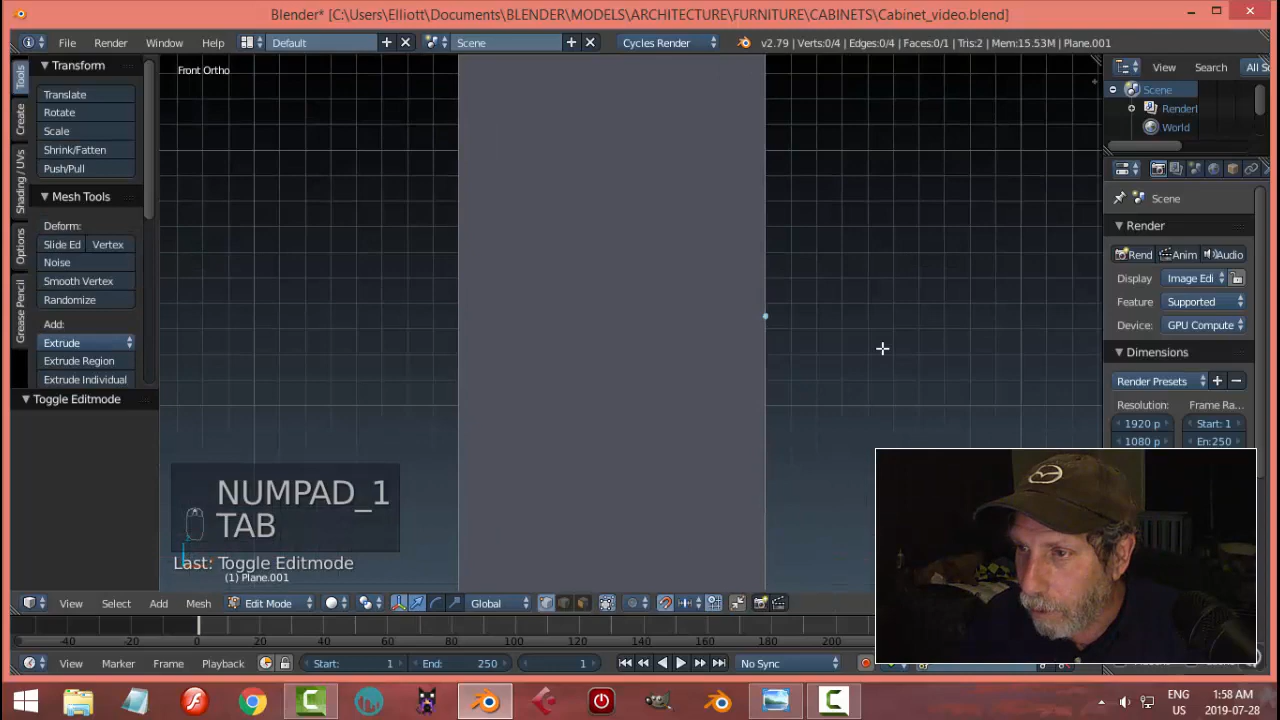 Blender* [C:\Users\Elliott\Documents\BLENDER\MODELS\ARCHITECTURE\FURNITURE\CABINETS\Cabinet_video.blend]
File Render Window Help Default Scene Cycles Render v2.79 | Verts:0/4 | Edges:0/4 | Faces:0/1 | Tris:2 | Mem:15.53M | Plane.001
Tools
Create
Shading / UVs
Options
Grease Pencil
Transform
Translate
Rotate
Scale
Shrink/Fatten
Push/Pull
Mesh Tools
Deform:
Slide Ed Vertex
Noise
Smooth Vertex
Randomize
Add:
Extrude
Extrude Region
Extrude Individual
Toggle Editmode
Front Ortho
NUMPAD_1
TAB
Last: Toggle Editmode
(1) Plane.001
View Search All S
Scene
RenderI
World
Scene
Render
Rend Anim Audio
Display Image Edi
Feature Supported
Device: GPU Compute
Dimensions
Render Presets
Resolution: Frame Ra...
1920 p Start: 1
1080 p En:250
View Select Add Mesh Edit Mode Global
-40 -20 0 20 40 60 80 100 120 140 160 180 200
View Marker Frame Playback Start: 1 End: 250 1 No Sync
ENG
US
1:58 AM
2019-07-28